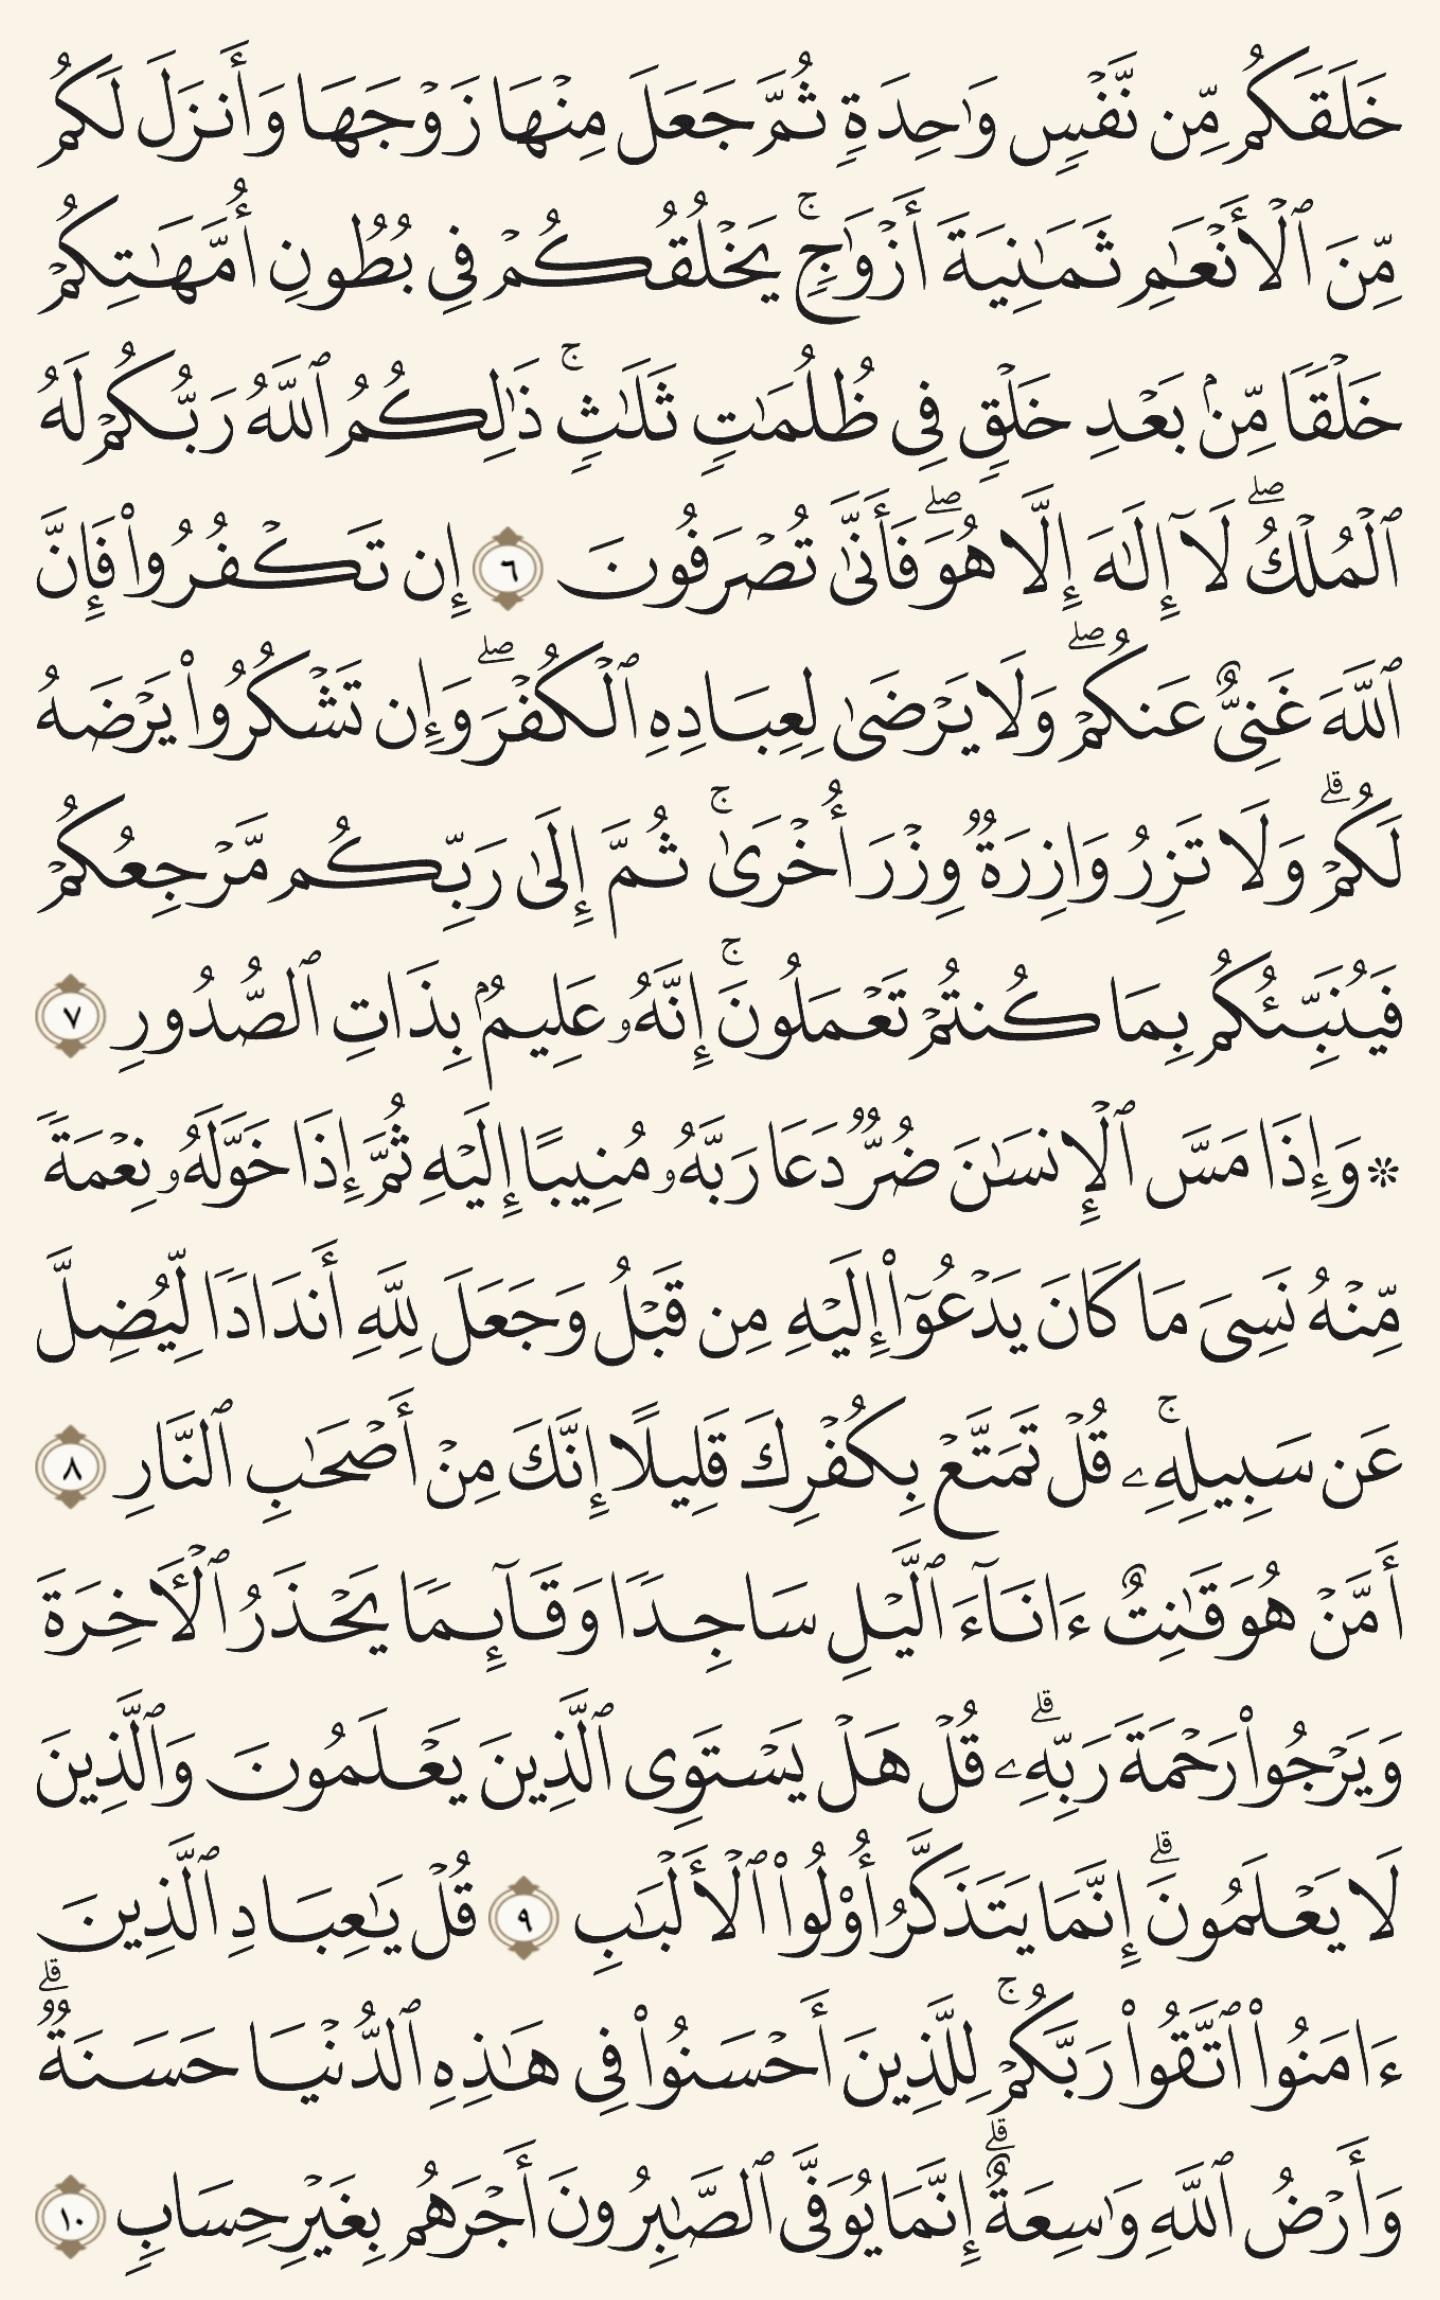 خَلَقَكُم مِّن نَّفْسٍ وَٰحِدَةٍ ثُمَّ جَعَلَ مِنْهَا زَوْجَهَا وَأَنزَلَ لَكُم
مِّنَ ٱلْأَنْعَـٰمِ ثَمَـٰنِيَةَ أَزْوَٰجٍ ۚ يَخْلُقُكُمْ فِى بُطُونِ أُمَّهَـٰتِكُمْ
خَلْقًا مِّنۢ بَعْدِ خَلْقٍ فِى ظُلُمَـٰتٍ ثَلَـٰثٍ ۚ ذَٰلِكُمُ ٱللَّهُ رَبُّكُمْ لَهُ
ٱلْمُلْكُ ۖ لَآ إِلَـٰهَ إِلَّا هُوَ ۖ فَأَنَّىٰ تُصْرَفُونَ ٦ إِن تَكْفُرُوا۟ فَإِنَّ
ٱللَّهَ غَنِىٌّ عَنكُمْ ۖ وَلَا يَرْضَىٰ لِعِبَادِهِ ٱلْكُفْرَ ۖ وَإِن تَشْكُرُوا۟ يَرْضَهُ
لَكُمْ ۗ وَلَا تَزِرُ وَازِرَةٌ وِزْرَ أُخْرَىٰ ۚ ثُمَّ إِلَىٰ رَبِّكُم مَّرْجِعُكُمْ
فَيُنَبِّئُكُم بِمَا كُنتُمْ تَعْمَلُونَ ۚ إِنَّهُۥ عَلِيمٌۢ بِذَاتِ ٱلصُّدُورِ ٧
۞ وَإِذَا مَسَّ ٱلْإِنسَـٰنَ ضُرٌّ دَعَا رَبَّهُۥ مُنِيبًا إِلَيْهِ ثُمَّ إِذَا خَوَّلَهُۥ نِعْمَةً
مِّنْهُ نَسِىَ مَا كَانَ يَدْعُوٓا۟ إِلَيْهِ مِن قَبْلُ وَجَعَلَ لِلَّهِ أَندَادًا لِّيُضِلَّ
عَن سَبِيلِهِۦ ۚ قُلْ تَمَتَّعْ بِكُفْرِكَ قَلِيلًا إِنَّكَ مِنْ أَصْحَـٰبِ ٱلنَّارِ ٨
أَمَّنْ هُوَ قَـٰنِتٌ ءَانَآءَ ٱلَّيْلِ سَاجِدًا وَقَآئِمًا يَحْذَرُ ٱلْـَٔاخِرَةَ
وَيَرْجُوا۟ رَحْمَةَ رَبِّهِۦ ۗ قُلْ هَلْ يَسْتَوِى ٱلَّذِينَ يَعْلَمُونَ وَٱلَّذِينَ
لَا يَعْلَمُونَ ۗ إِنَّمَا يَتَذَكَّرُ أُو۟لُوا۟ ٱلْأَلْبَـٰبِ ٩ قُلْ يَـٰعِبَادِ ٱلَّذِينَ
ءَامَنُوا۟ ٱتَّقُوا۟ رَبَّكُمْ ۚ لِلَّذِينَ أَحْسَنُوا۟ فِى هَـٰذِهِ ٱلدُّنْيَا حَسَنَةٌ ۗ
وَأَرْضُ ٱللَّهِ وَٰسِعَةٌ ۗ إِنَّمَا يُوَفَّى ٱلصَّـٰبِرُونَ أَجْرَهُم بِغَيْرِ حِسَابٍ ١٠